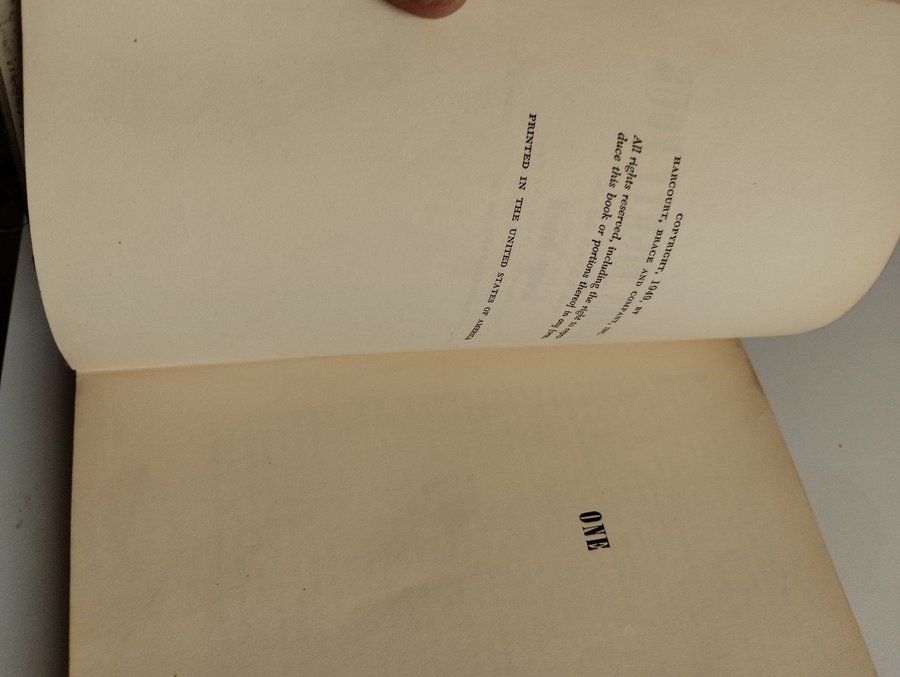 COPYRIGHT, 1949, BY
HARCOURT, BRACE AND COMPANY, INC.
All rights reserved, including the right to repro-
duce this book or portions thereof in any form.
PRINTED IN THE UNITED STATES OF AMERICA
ONE